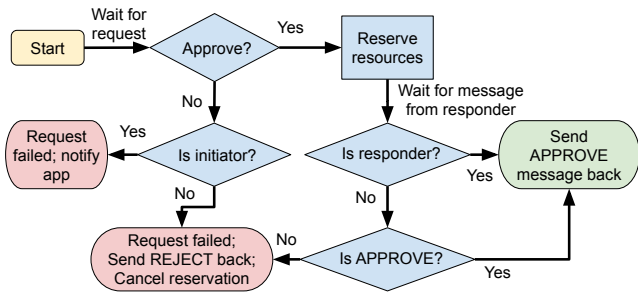 Wait for
request
Start
Approve?
Yes
Reserve
resources
No
Wait for message
from responder
Request
failed; notify
app
Yes
Is initiator?
Is responder?
Yes
Send
APPROVE
message back
No
No
Request failed;
Send REJECT back;
Cancel reservation
No
Is APPROVE?
Yes